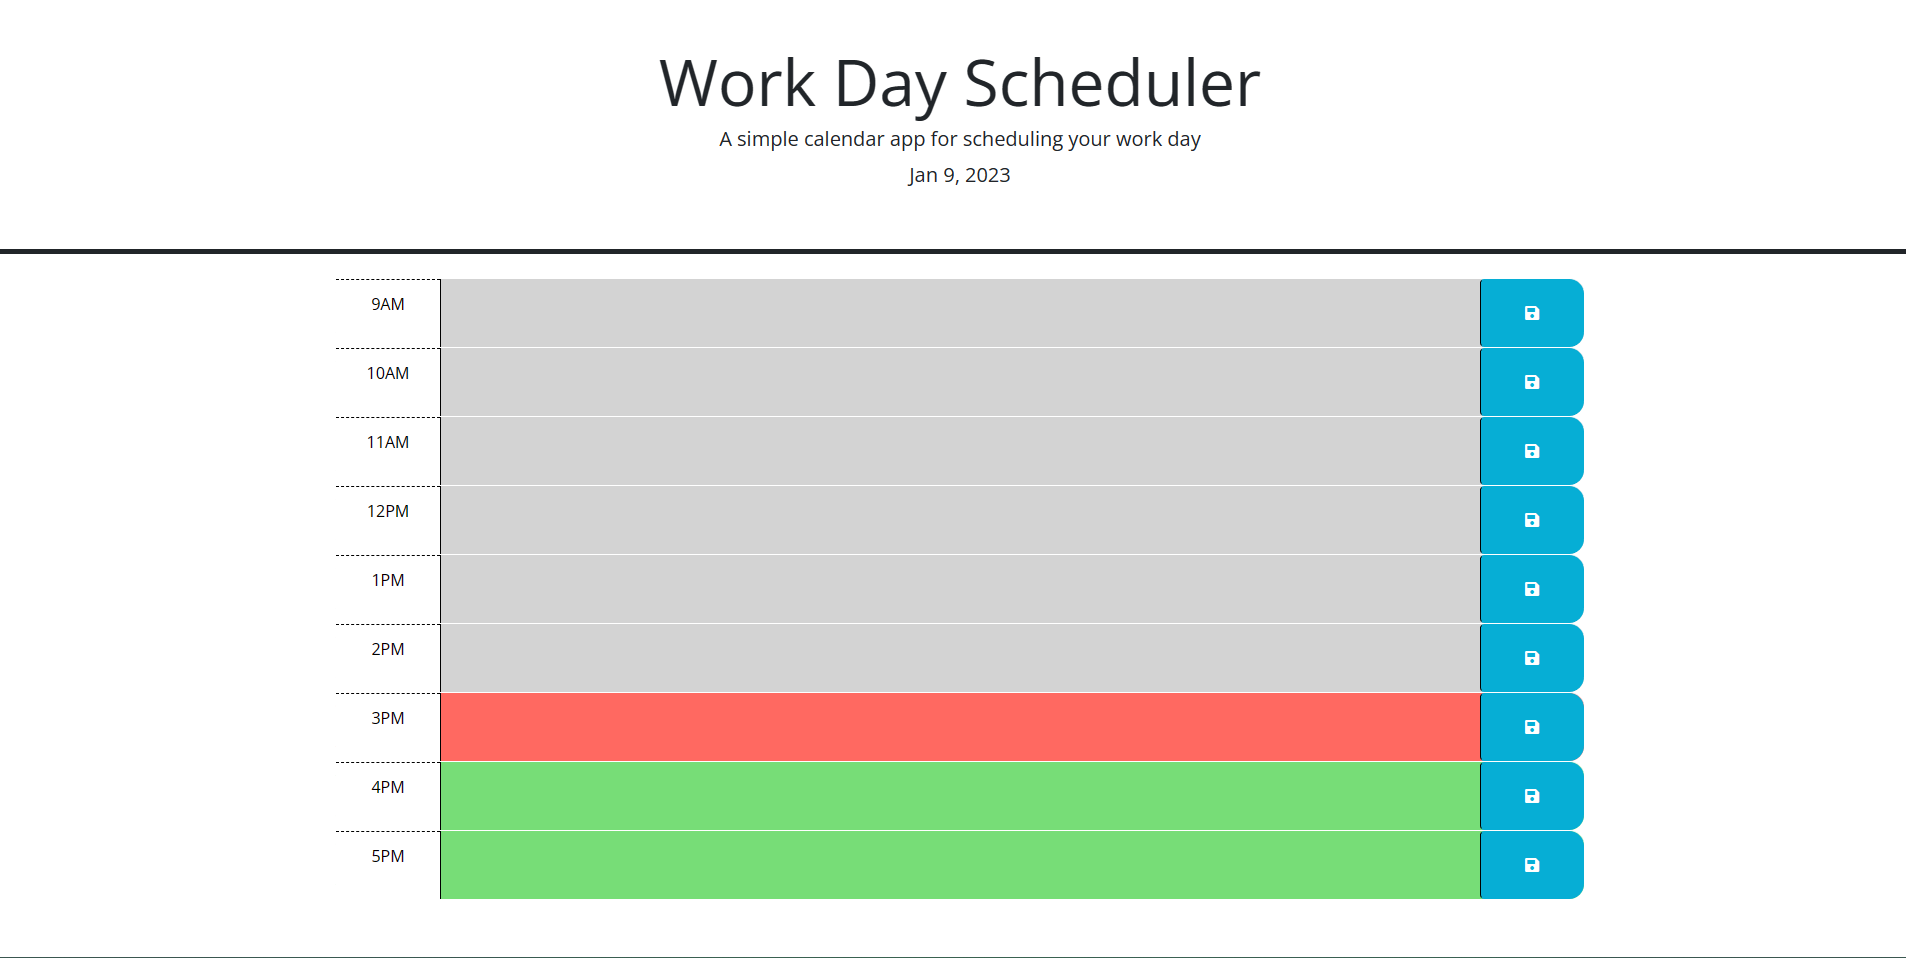 Work Day Scheduler
A simple calendar app for scheduling your work day
Jan 9, 2023
9AM
10AM
11AM
12PM
1PM
2PM
3PM
4PM
5PM